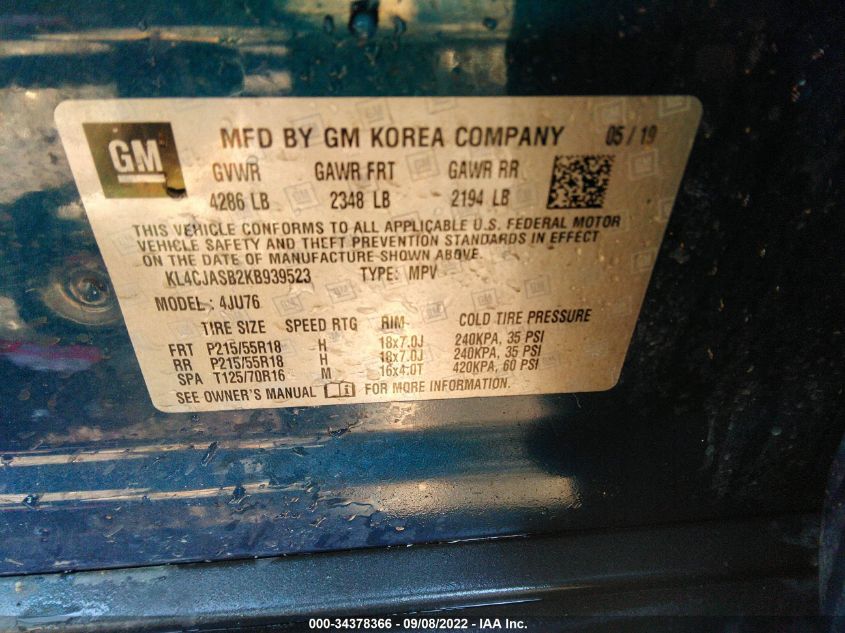 GM MFD BY GM KOREA COMPANY 05 / 19
GVWR GAWR FRT GAWR RR
4286 LB 2348 LB 2194 LB
THIS VEHICLE CONFORMS TO ALL APPLICABLE U.S. FEDERAL MOTOR
VEHICLE SAFETY AND THEFT PREVENTION STANDARDS IN EFFECT
ON THE DATE OF MANUFACTURE SHOWN ABOVE.
KL4CJASB2KB939523 TYPE: MPV
MODEL: 4JU76
TIRE SIZE SPEED RTG RIM COLD TIRE PRESSURE
FRT P215/55R18 H 18x7.0J 240KPA, 35 PSI
RR P215/55R18 H 18x7.0J 240KPA, 35 PSI
SPA T125/70R16 M 16x4.0T 420KPA, 60 PSI
SEE OWNER'S MANUAL FOR MORE INFORMATION.
000-34378366 - 09/08/2022 - IAA Inc.